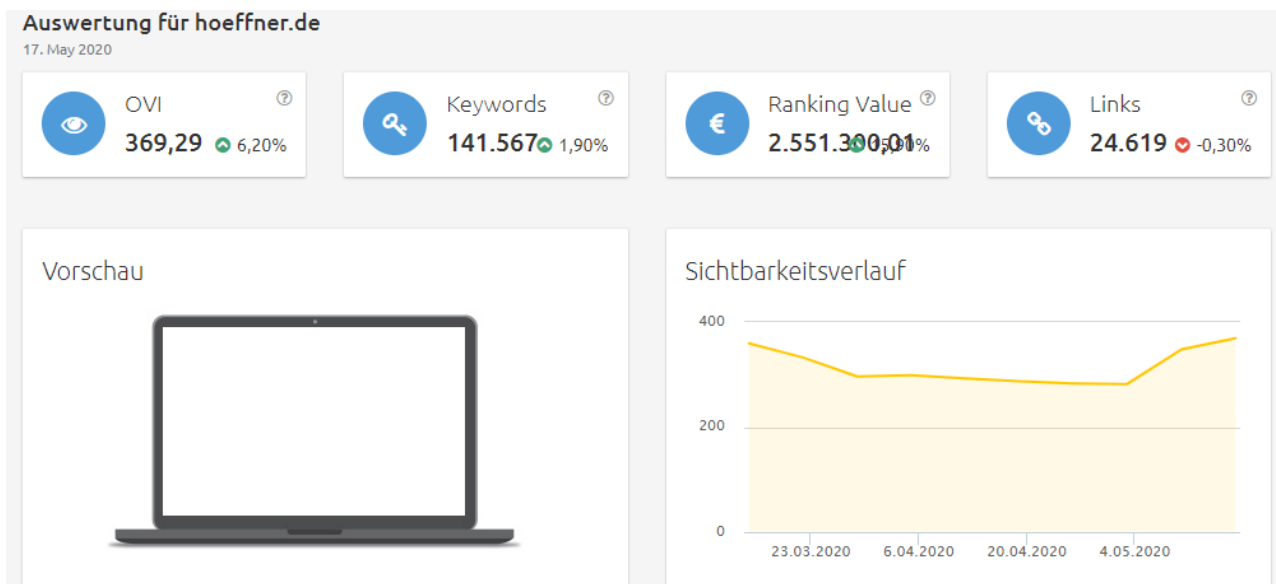 Auswertung für hoeffner.de
17. May 2020
OVI
369,29 6,20%
Keywords
141.567 1,90%
Ranking Value
€
2.551.300,01 15,90%
Links
24.619 -0,30%
Vorschau
Sichtbarkeitsverlauf
400
200
0
23.03.2020 6.04.2020 20.04.2020 4.05.2020